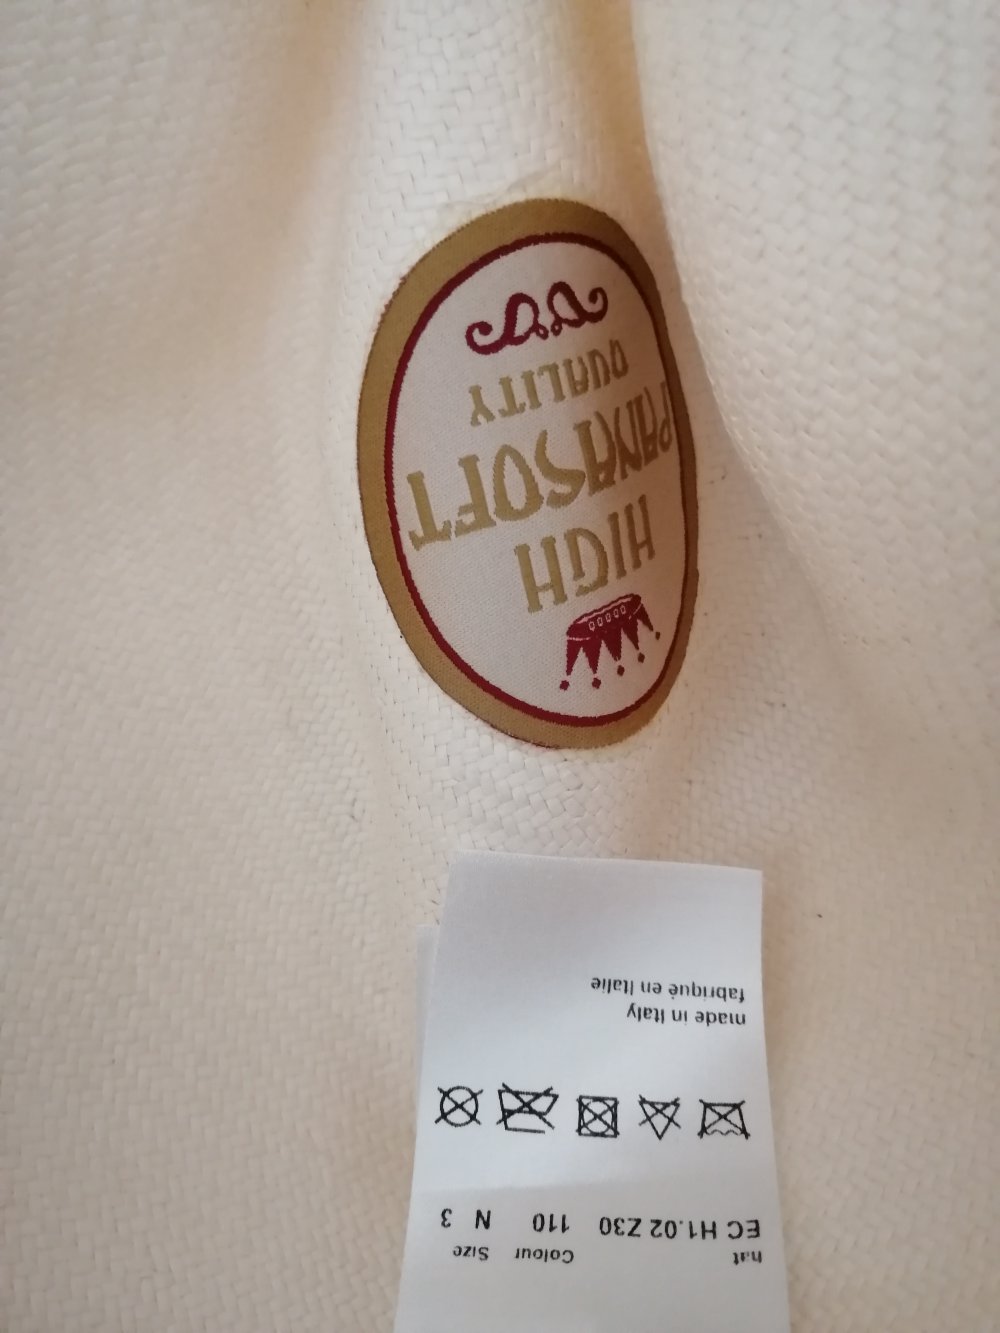 HIGH
PANASOFT
QUALITY
hat Colour Size
EC H1.02 Z30 110 N 3
made in Italy
fabriqué en Italie